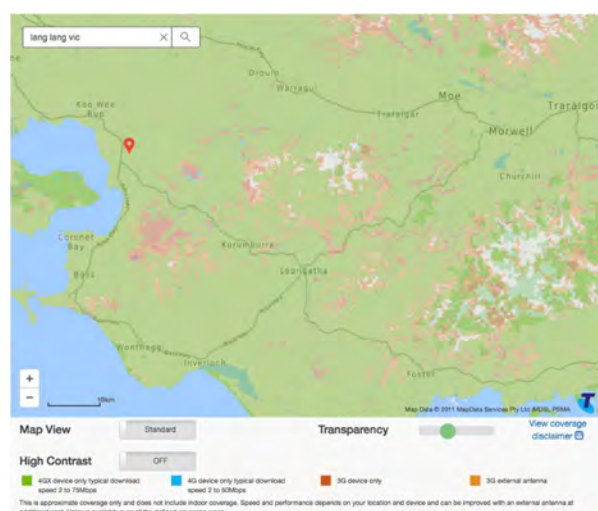 lang lang vic
Drouin
Warragul
Moe
Koo Wee
Rup
Trafalgar
Traralgon
Morwell
Churchill
Coronet
Bay
Korumburra
Bass
Leongatha
Wonthaggi
Inverloch
Foster
+
−
10km
Map Data © 2011 MapData Services Pty Ltd (MDS), PSMA
Map View
Standard
Transparency
View coverage
disclaimer
High Contrast
OFF
4GX device only typical download
speed 2 to 75Mbps
4G device only typical download
speed 2 to 50Mbps
3G device only
3G external antenna
This is approximate coverage only and does not include indoor coverage. Speed and performance depends on your location and device and can be improved with an external antenna at